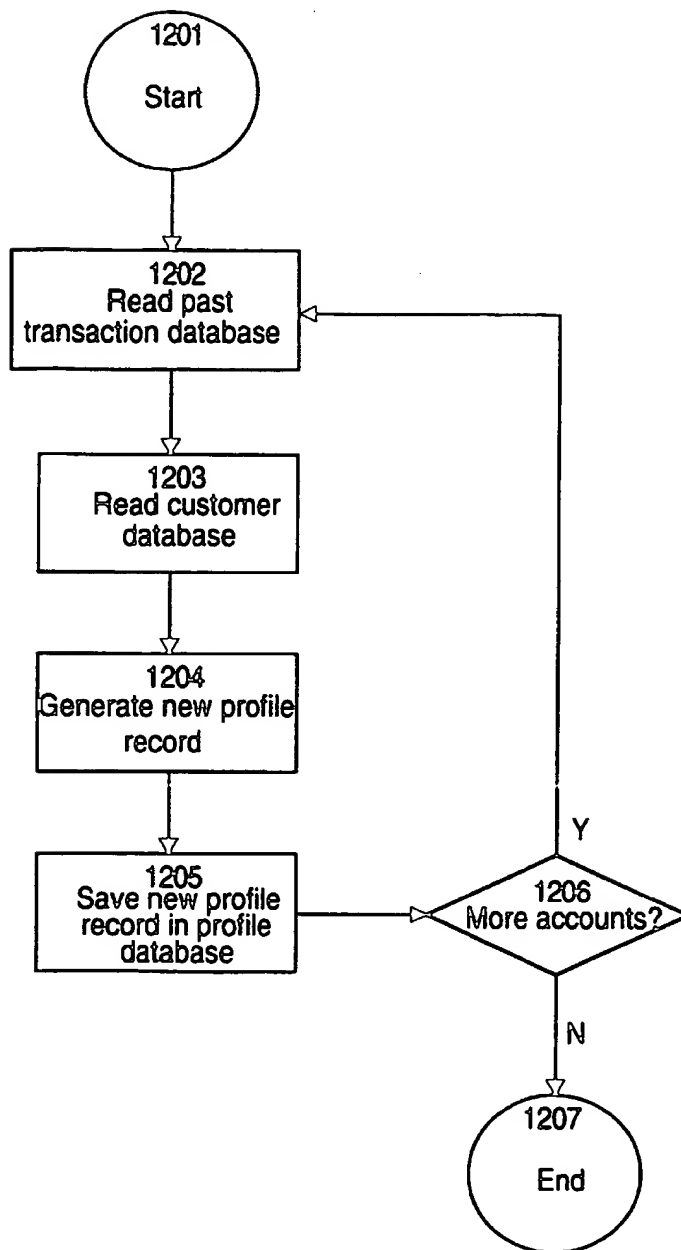 1201
Start
1202
Read past
transaction database
1203
Read customer
database
1204
Generate new profile
record
1205
Save new profile
record in profile
database
Y
1206
More accounts?
N
1207
End